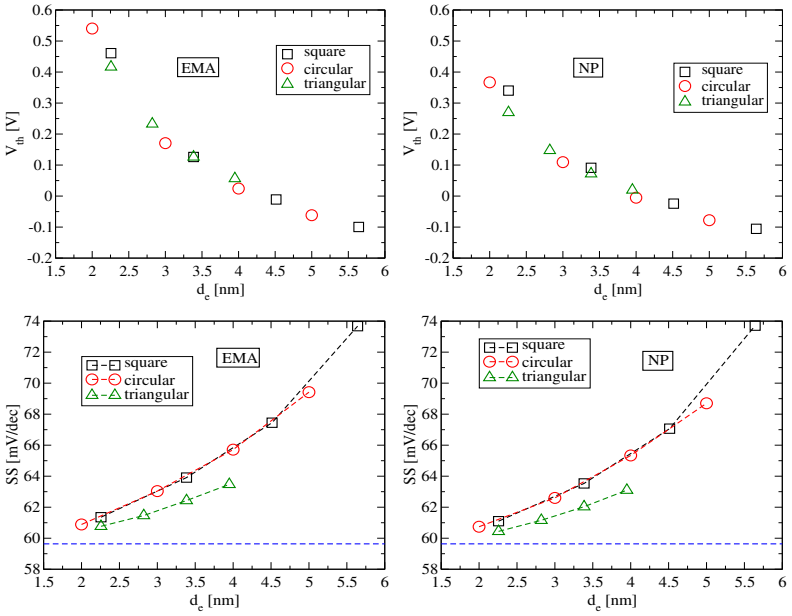 0.6
0.5
0.4
0.3
0.2
0.1
0
-0.1
-0.2
V_th [V]
EMA
square
circular
triangular
1.5 2 2.5 3 3.5 4 4.5 5 5.5 6
d_e [nm]
0.6
0.5
0.4
0.3
0.2
0.1
0
-0.1
-0.2
V_th [V]
NP
square
circular
triangular
1.5 2 2.5 3 3.5 4 4.5 5 5.5 6
d_e [nm]
74
72
70
68
66
64
62
60
58
SS [mV/dec]
square
circular
triangular
EMA
1.5 2 2.5 3 3.5 4 4.5 5 5.5 6
d_e [nm]
74
72
70
68
66
64
62
60
58
SS [mV/dec]
square
circular
triangular
NP
1.5 2 2.5 3 3.5 4 4.5 5 5.5 6
d_e [nm]